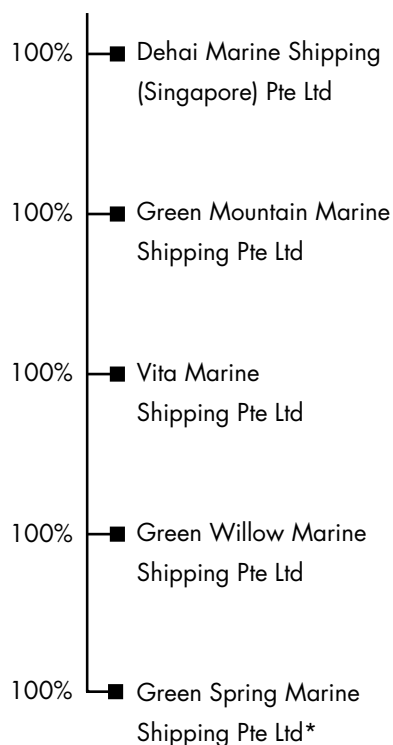 100% Dehai Marine Shipping
(Singapore) Pte Ltd
100% Green Mountain Marine
Shipping Pte Ltd
100% Vita Marine
Shipping Pte Ltd
100% Green Willow Marine
Shipping Pte Ltd
100% Green Spring Marine
Shipping Pte Ltd*